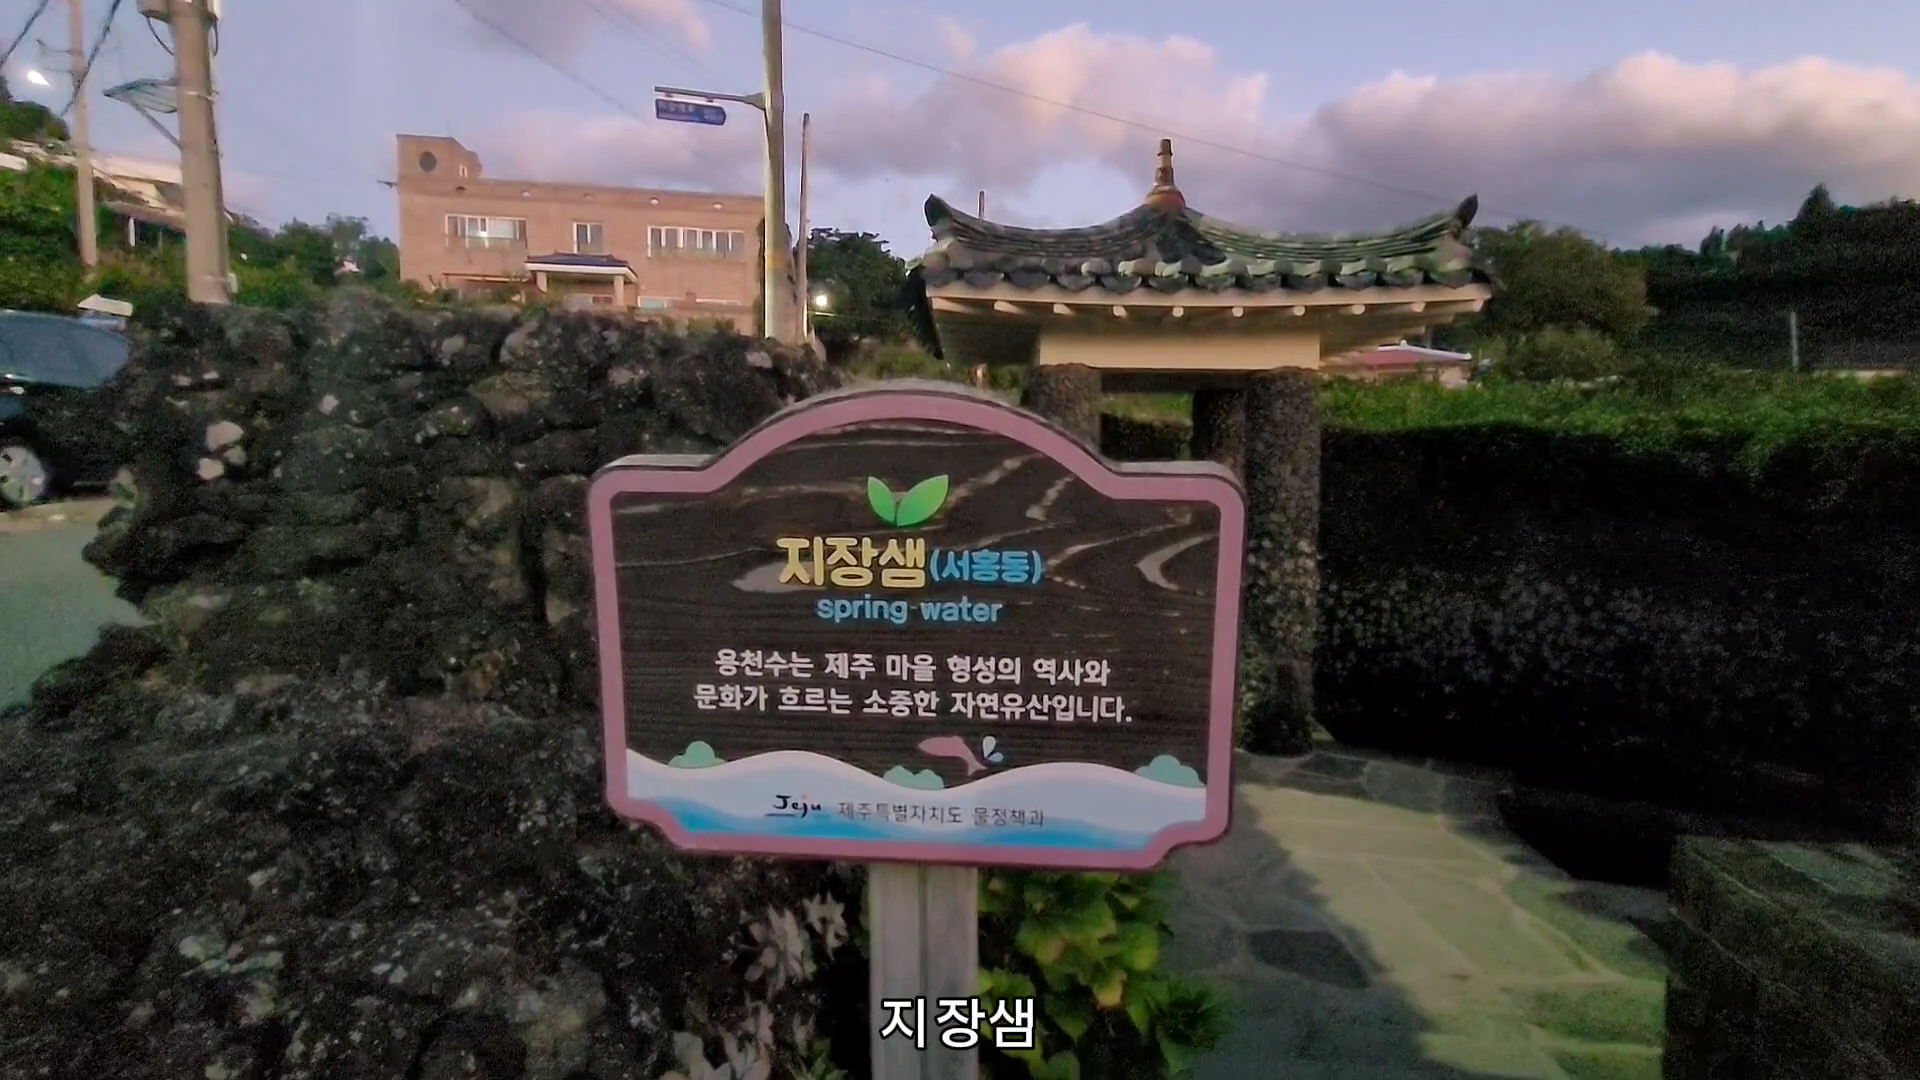 지장샘(서홍동)
spring water
용천수는 제주 마을 형성의 역사와
문화가 흐르는 소중한 자연유산입니다.
Jeju 제주특별자치도 물정책과
지장샘